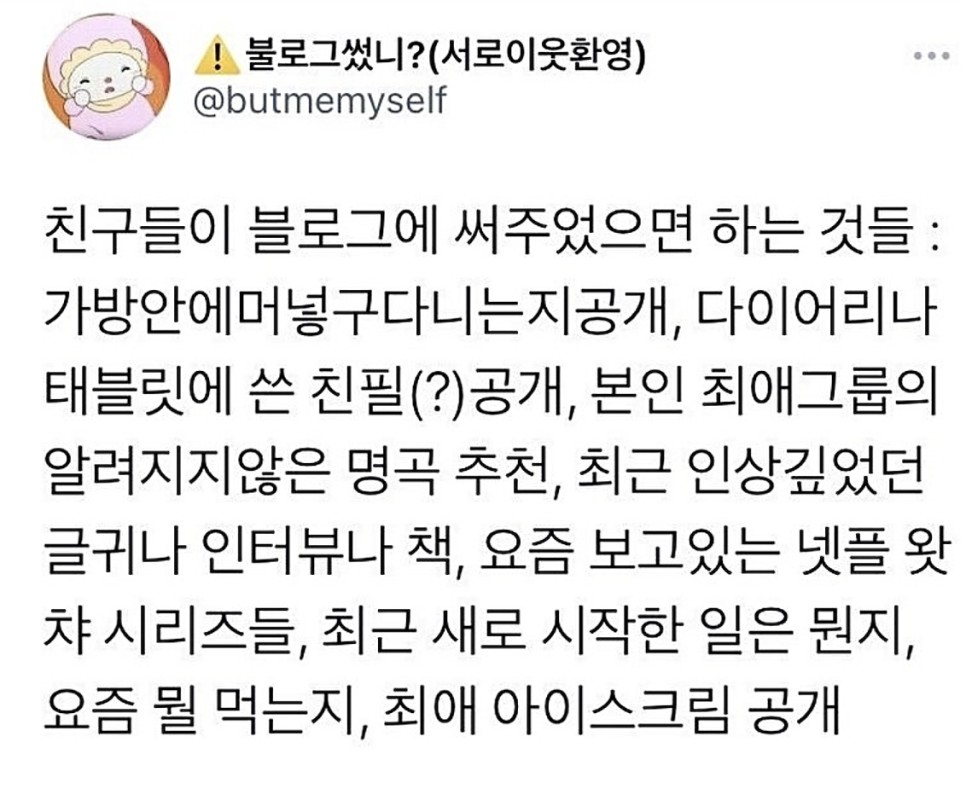 ⚠️불로그썼니?(서로이웃환영)
@butmemyself
친구들이 블로그에 써주었으면 하는 것들 :
가방안에머넣구다니는지공개, 다이어리나
태블릿에 쓴 친필(?)공개, 본인 최애그룹의
알려지지않은 명곡 추천, 최근 인상깊었던
글귀나 인터뷰나 책, 요즘 보고있는 넷플 왓
챠 시리즈들, 최근 새로 시작한 일은 뭔지,
요즘 뭘 먹는지, 최애 아이스크림 공개